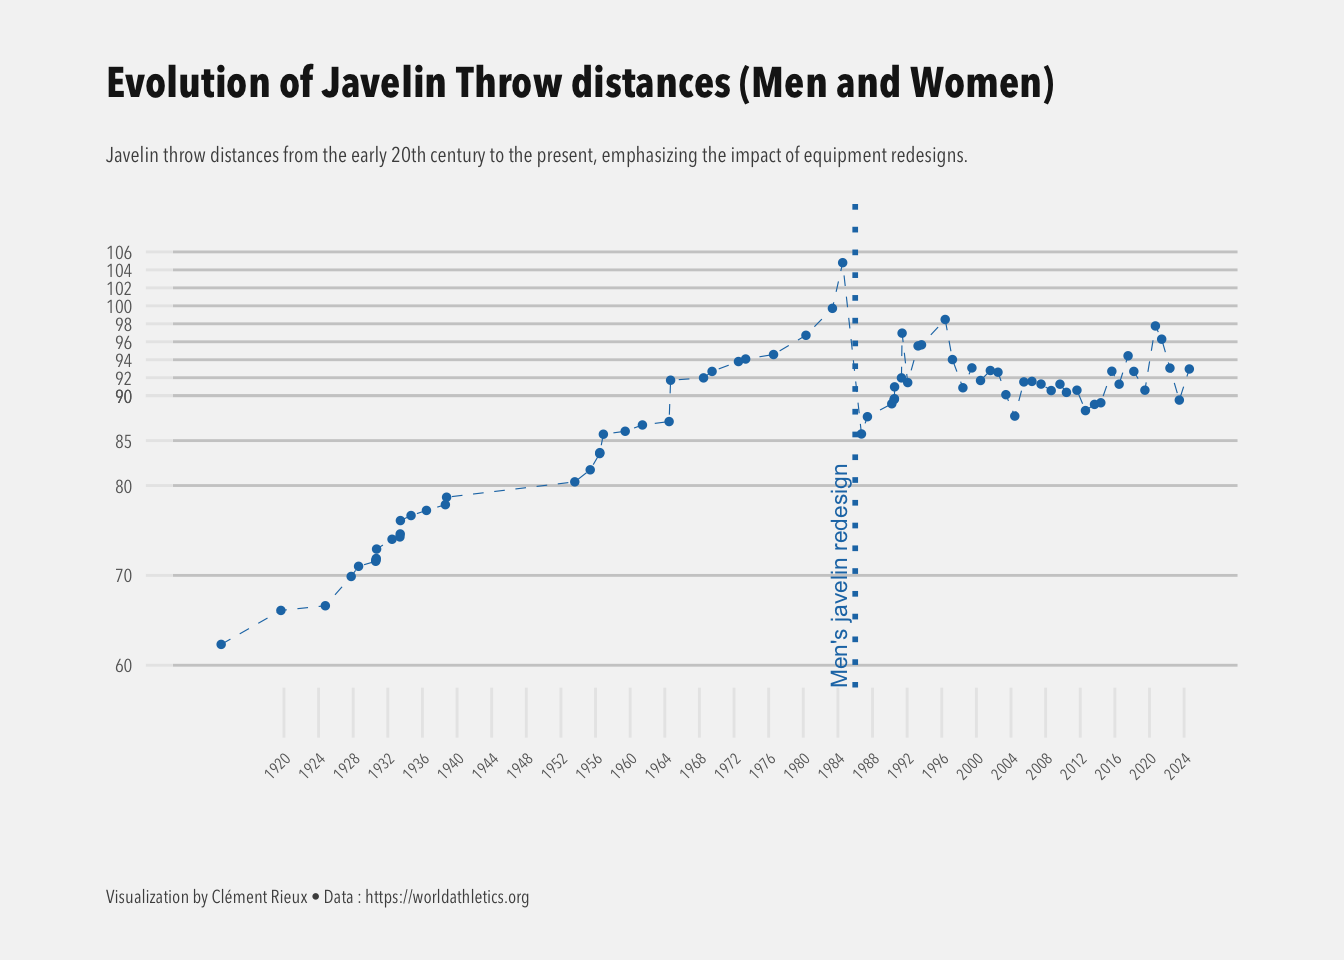 Evolution of Javelin Throw distances (Men and Women)
Javelin throw distances from the early 20th century to the present, emphasizing the impact of equipment redesigns.
106
104
102
100
98
96
94
92
90
85
80
70
60
Men's javelin redesign
1920 1924 1928 1932 1936 1940 1944 1948 1952 1956 1960 1964 1968 1972 1976 1980 1984 1988 1992 1996 2000 2004 2008 2012 2016 2020 2024
Visualization by Clément Rieux • Data : https://worldathletics.org